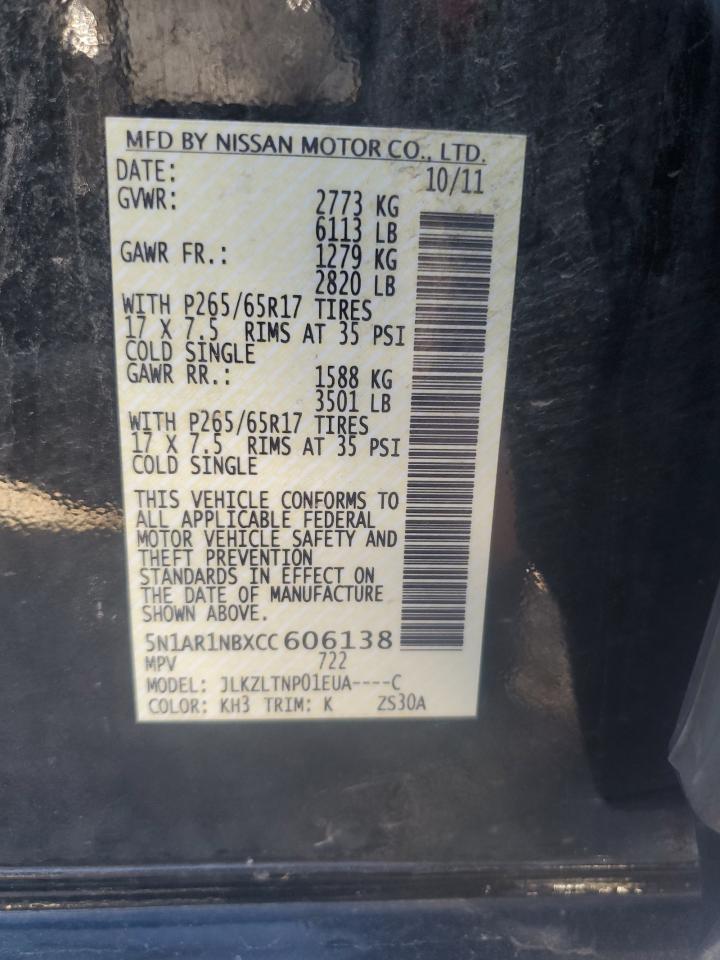 MFD BY NISSAN MOTOR CO., LTD.
DATE: 10/11
GVWR: 2773 KG
6113 LB
GAWR FR.: 1279 KG
2820 LB
WITH P265/65R17 TIRES
17 X 7.5 RIMS AT 35 PSI
COLD SINGLE
GAWR RR.: 1588 KG
3501 LB
WITH P265/65R17 TIRES
17 X 7.5 RIMS AT 35 PSI
COLD SINGLE
THIS VEHICLE CONFORMS TO
ALL APPLICABLE FEDERAL
MOTOR VEHICLE SAFETY AND
THEFT PREVENTION
STANDARDS IN EFFECT ON
THE DATE OF MANUFACTURE
SHOWN ABOVE.
5N1AR1NBXCC606138
MPV 722
MODEL: JLKZLTNP01EUA----C
COLOR: KH3 TRIM: K ZS30A